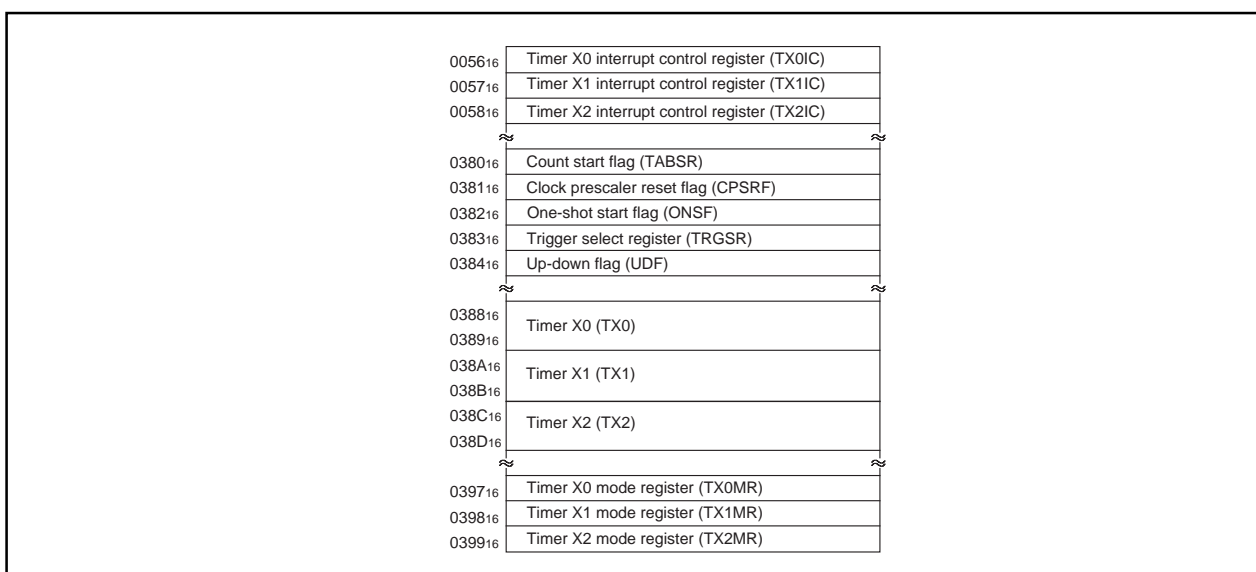 0056₁₆ Timer X0 interrupt control register (TX0IC)
0057₁₆ Timer X1 interrupt control register (TX1IC)
0058₁₆ Timer X2 interrupt control register (TX2IC)
0380₁₆ Count start flag (TABSR)
0381₁₆ Clock prescaler reset flag (CPSRF)
0382₁₆ One-shot start flag (ONSF)
0383₁₆ Trigger select register (TRGSR)
0384₁₆ Up-down flag (UDF)
0388₁₆
Timer X0 (TX0)
0389₁₆
038A₁₆
Timer X1 (TX1)
038B₁₆
038C₁₆
Timer X2 (TX2)
038D₁₆
0397₁₆ Timer X0 mode register (TX0MR)
0398₁₆ Timer X1 mode register (TX1MR)
0399₁₆ Timer X2 mode register (TX2MR)